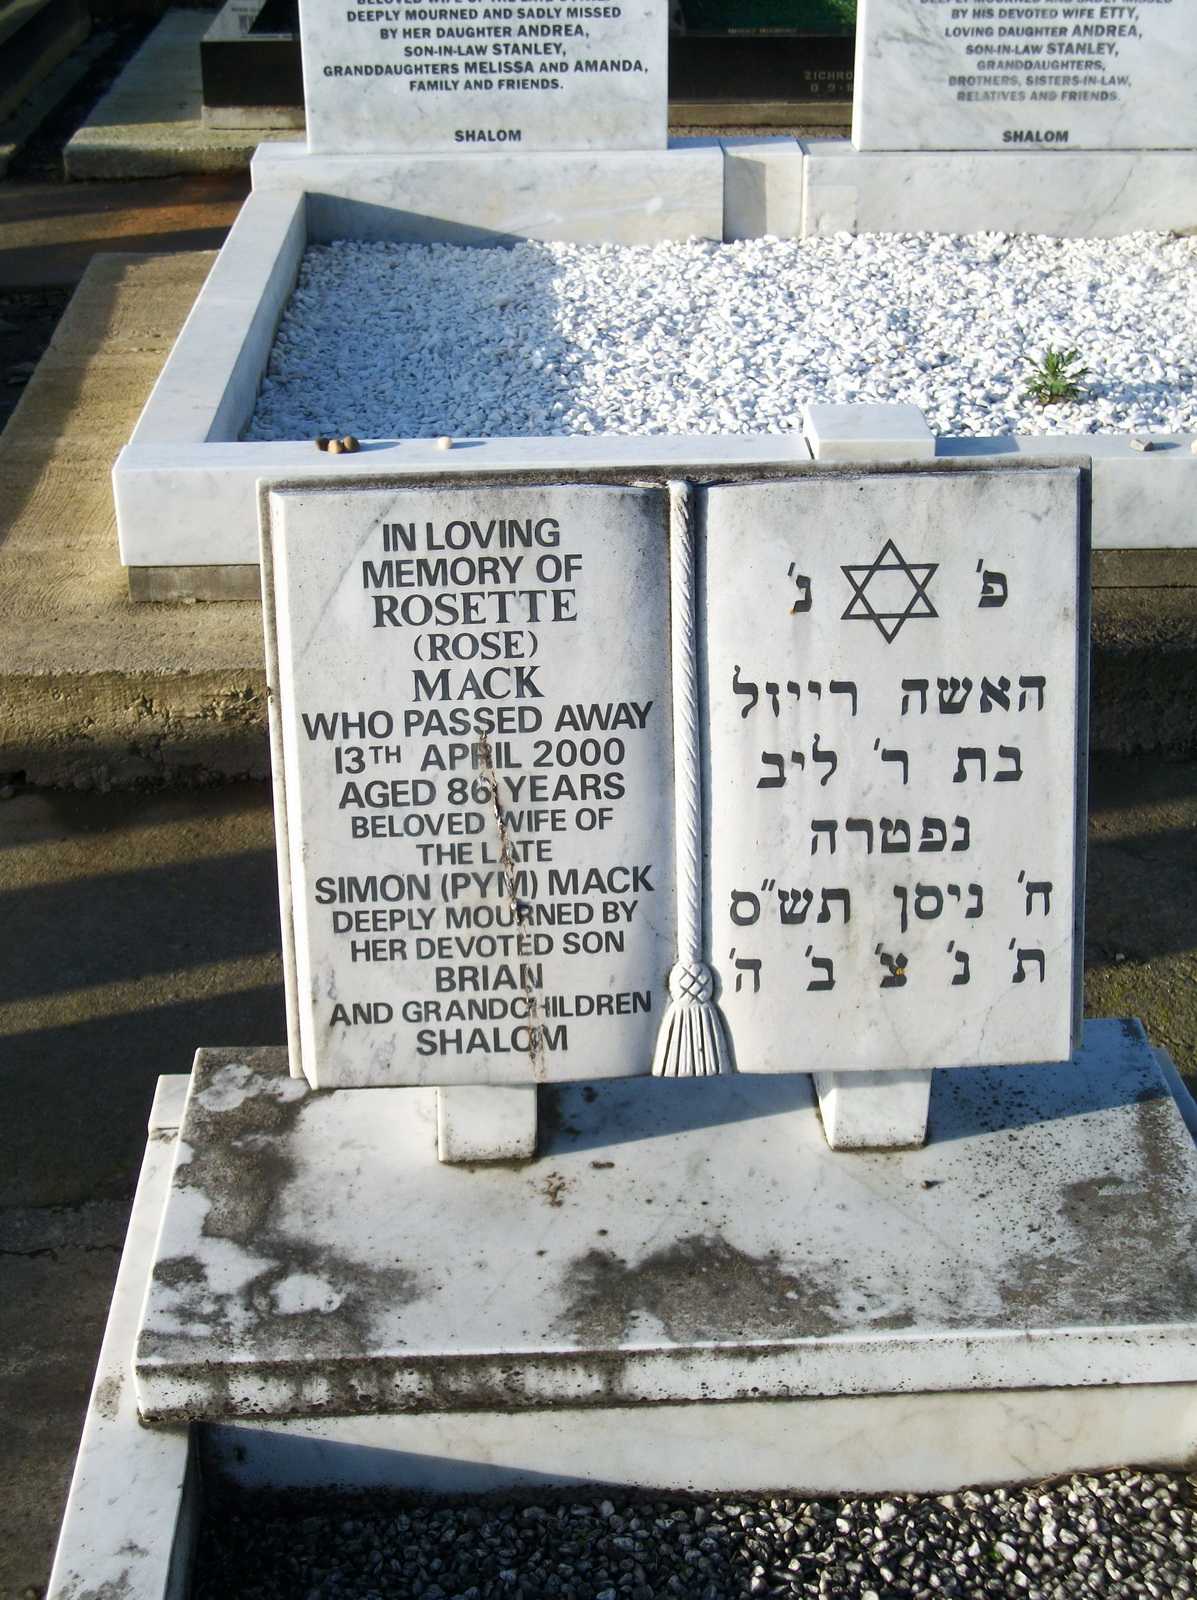 DEEPLY MOURNED AND SADLY MISSED
BY HER DAUGHTER ANDREA,
SON-IN-LAW STANLEY,
GRANDDAUGHTERS MELISSA AND AMANDA,
FAMILY AND FRIENDS.
SHALOM
BY HIS DEVOTED WIFE ETTY,
LOVING DAUGHTER ANDREA,
SON-IN-LAW STANLEY,
GRANDDAUGHTERS,
BROTHERS, SISTERS-IN-LAW,
RELATIVES AND FRIENDS.
SHALOM
IN LOVING
MEMORY OF
ROSETTE
(ROSE)
MACK
WHO PASSED AWAY
13TH APRIL 2000
AGED 86 YEARS
BELOVED WIFE OF
THE LATE
SIMON (PYM) MACK
DEEPLY MOURNED BY
HER DEVOTED SON
BRIAN
AND GRANDCHILDREN
SHALOM
פ' נ'
האשה רייזל
בת ר' ליב
נפטרה
ח' ניסן תש"ס
ת' נ' צ' ב' ה'